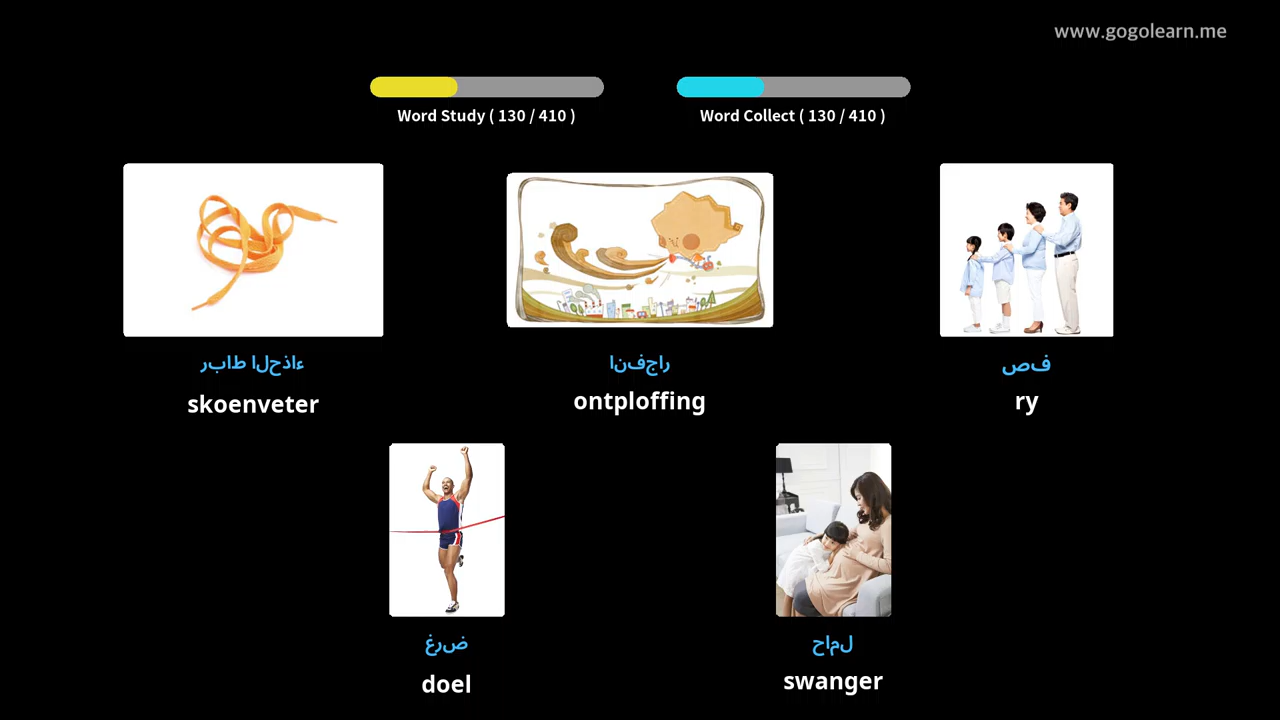 www.gogolearn.me
Word Study ( 130 / 410 )
Word Collect ( 130 / 410 )
رباط الحذاء
skoenveter
انفجار
ontploffing
صف
ry
غرض
doel
حامل
swanger